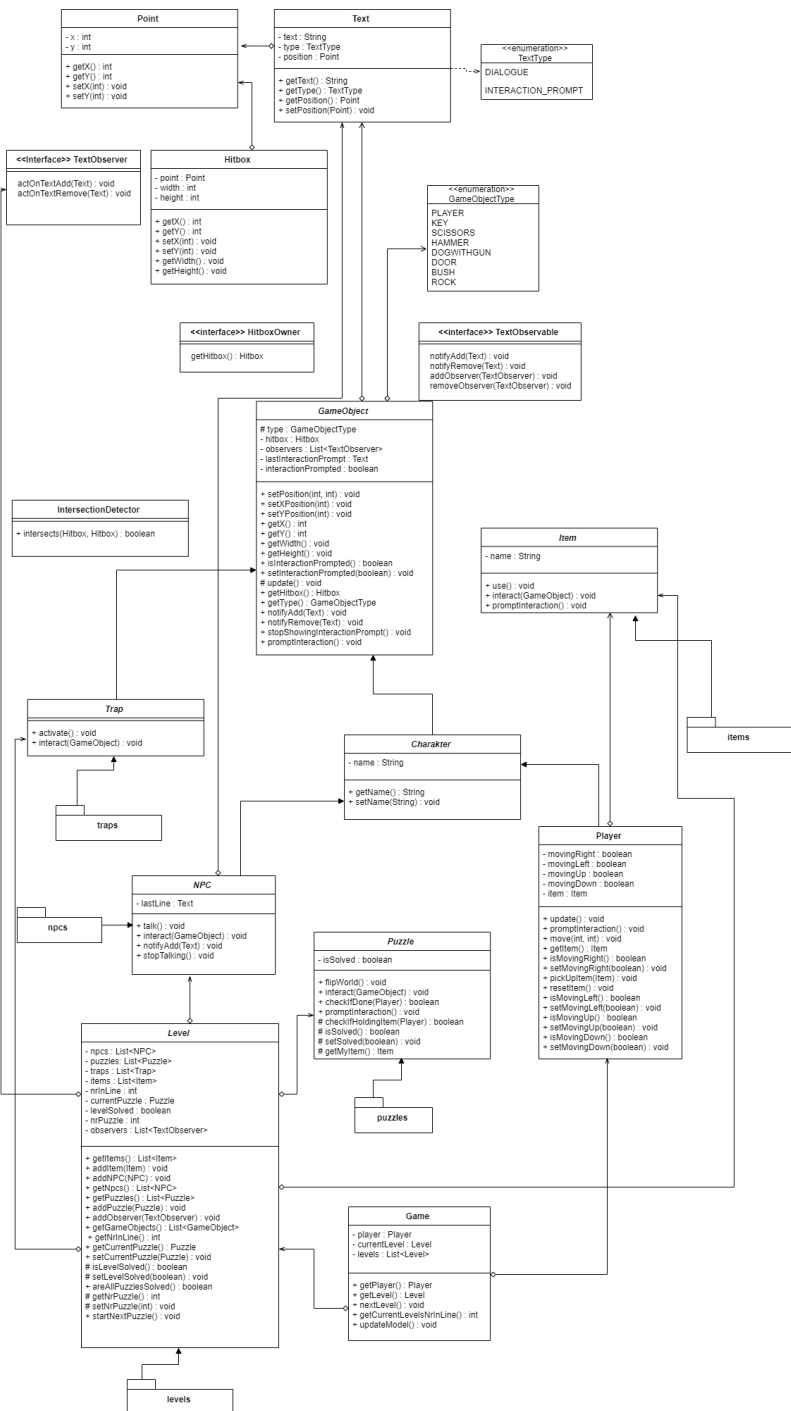 Point
- x : int
- y : int
+ getX() : int
+ getY() : int
+ setX(int) : void
+ setY(int) : void
Text
- text : String
- type : TextType
- position : Point
+ getText() : String
+ getType() : TextType
+ getPosition() : Point
+ setPosition(Point) : void
<<enumeration>>
TextType
DIALOGUE
INTERACTION_PROMPT
<<Interface>> TextObserver
actOnTextAdd(Text) : void
actOnTextRemove(Text) : void
Hitbox
- point : Point
- width : int
- height : int
+ getX() : int
+ getY() : int
+ setX(int) : void
+ setY(int) : void
+ getWidth() : void
+ getHeight() : void
<<enumeration>>
GameObjectType
PLAYER
KEY
SCISSORS
HAMMER
DOGWITHGUN
DOOR
BUSH
ROCK
<<interface>> HitboxOwner
getHitbox() : Hitbox
<<interface>> TextObservable
notifyAdd(Text) : void
notifyRemove(Text) : void
addObserver(TextObserver) : void
removeObserver(TextObserver) : void
GameObject
# type : GameObjectType
- hitbox : Hitbox
- observers : List<TextObserver>
- lastInteractionPrompt : Text
- interactionPrompted : boolean
+ setPosition(int, int) : void
+ setXPosition(int) : void
+ setYPosition(int) : void
+ getX() : int
+ getY() : int
+ getWidth() : void
+ getHeight() : void
+ isInteractionPrompted() : boolean
+ setInteractionPrompted(boolean) : void
# update() : void
+ getHitbox() : Hitbox
+ getType() : GameObjectType
+ notifyAdd(Text) : void
+ notifyRemove(Text) : void
+ stopShowingInteractionPrompt() : void
+ promptInteraction() : void
IntersectionDetector
+ intersects(Hitbox, Hitbox) : boolean
Item
- name : String
+ use() : void
+ interact(GameObject) : void
+ promptInteraction() : void
items
Trap
+ activate() : void
+ interact(GameObject) : void
traps
Charakter
- name : String
+ getName() : String
+ setName(String) : void
Player
- movingRight : boolean
- movingLeft : boolean
- movingUp : boolean
- movingDown : boolean
- item : Item
+ update() : void
+ promptInteraction() : void
+ move(int, int) : void
+ getItem() : Item
+ isMovingRight() : boolean
+ setMovingRight(boolean) : void
+ pickUpItem(Item) : void
+ resetItem() : void
+ isMovingLeft() : boolean
+ setMovingLeft(boolean) : void
+ isMovingUp() : boolean
+ setMovingUp(boolean) : void
+ isMovingDown() : boolean
+ setMovingDown(boolean) : void
NPC
- lastLine : Text
+ talk() : void
+ interact(GameObject) : void
+ notifyAdd(Text) : void
+ stopTalking() : void
npcs
Puzzle
- isSolved : boolean
+ flipWorld() : void
+ interact(GameObject) : void
+ checkIfDone(Player) : boolean
+ promptInteraction() : void
# checkIfHoldingItem(Player) : boolean
# isSolved() : boolean
# setSolved(boolean) : void
# getMyItem() : Item
puzzles
Level
- npcs : List<NPC>
- puzzles: List<Puzzle>
- traps : List<Trap>
- items : List<Item>
- nrInLine : int
- currentPuzzle : Puzzle
- levelSolved : boolean
- nrPuzzle : int
- observers : List<TextObserver>
+ getItems() : List<Item>
+ addItem(Item) : void
+ addNPC(NPC) : void
+ getNpcs() : List<NPC>
+ getPuzzles() : List<Puzzle>
+ addPuzzle(Puzzle) : void
+ addObserver(TextObserver) : void
+ getGameObjects() : List<GameObject>
+ getNrInLine() : int
+ getCurrentPuzzle() : Puzzle
+ setCurrentPuzzle(Puzzle) : void
# isLevelSolved() : boolean
# setLevelSolved(boolean) : void
+ areAllPuzzlesSolved() : boolean
# getNrPuzzle() : int
# setNrPuzzle(int) : void
+ startNextPuzzle() : void
levels
Game
- player : Player
- currentLevel : Level
- levels : List<Level>
+ getPlayer() : Player
+ getLevel() : Level
+ nextLevel() : void
+ getCurrentLevelsNrInLine() : int
+ updateModel() : void